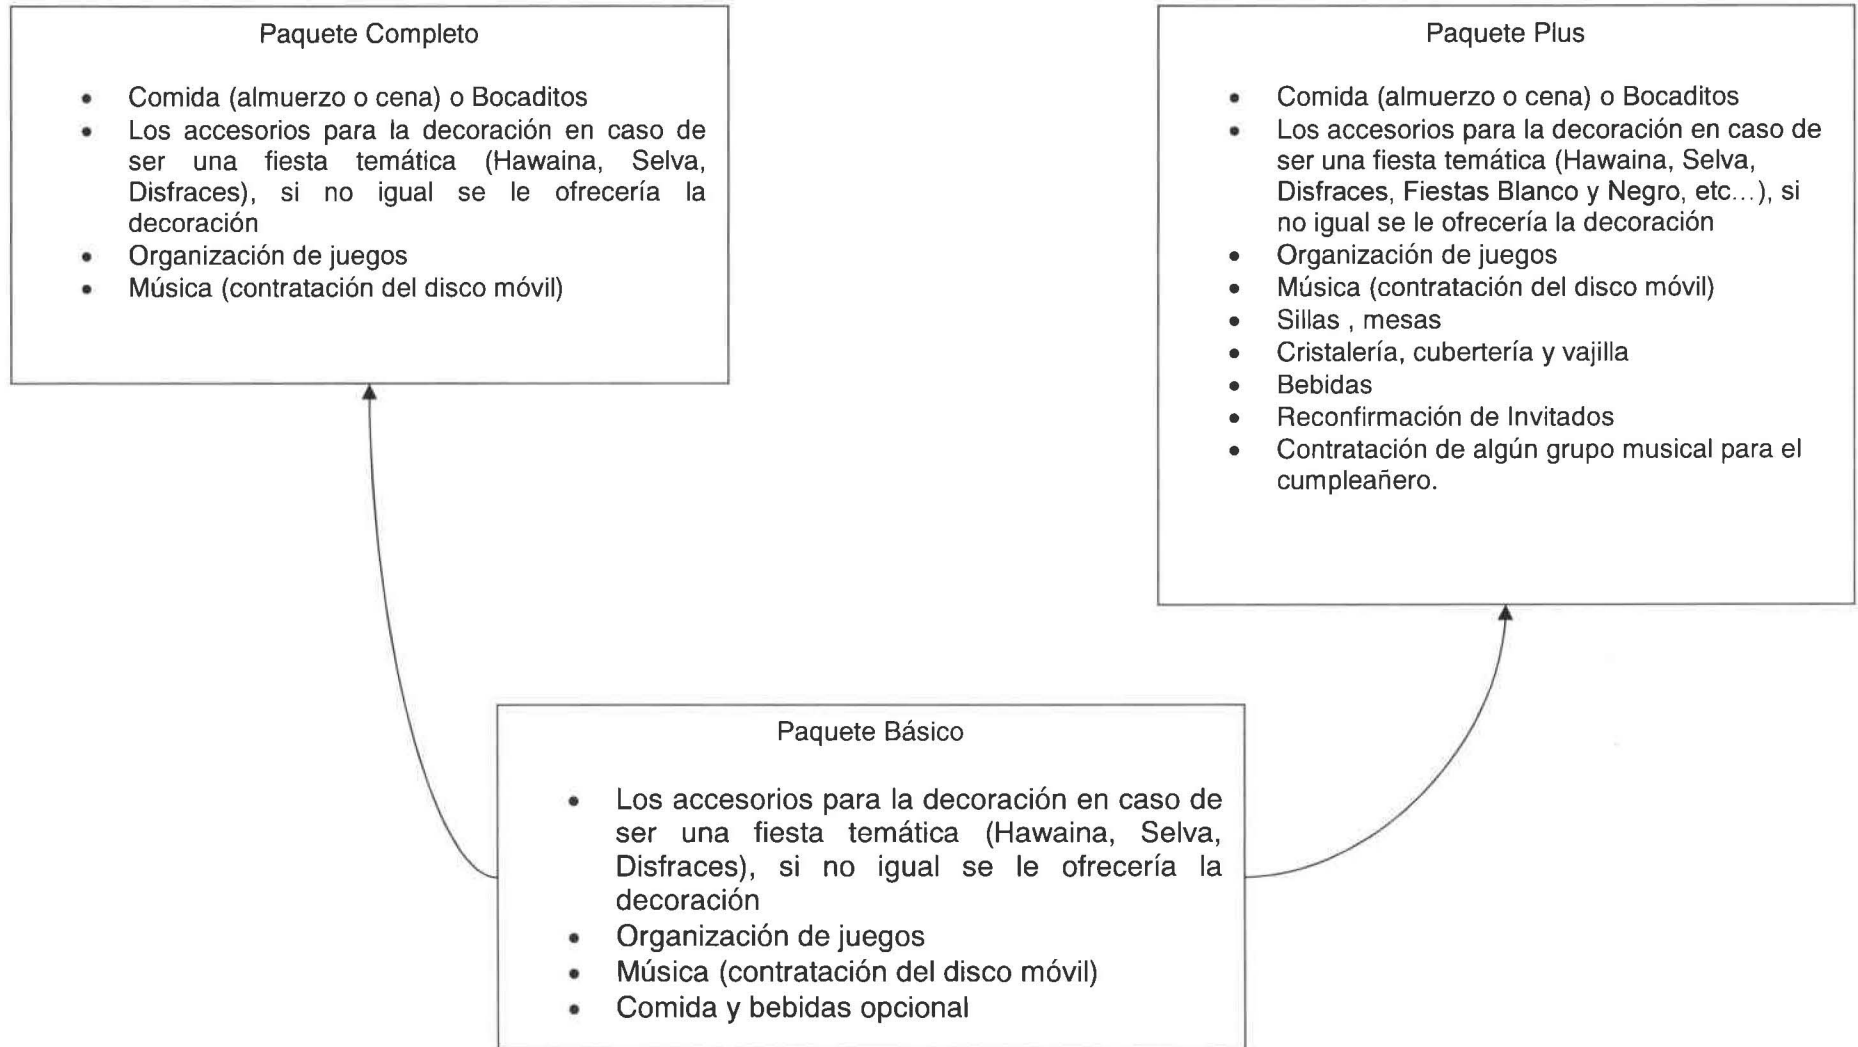 Paquete Completo
• Comida (almuerzo o cena) o Bocaditos
• Los accesorios para la decoración en caso de
ser una fiesta temática (Hawaina, Selva,
Disfraces), si no igual se le ofrecería la
decoración
• Organización de juegos
• Música (contratación del disco móvil)
Paquete Plus
• Comida (almuerzo o cena) o Bocaditos
• Los accesorios para la decoración en caso de
ser una fiesta temática (Hawaina, Selva,
Disfraces, Fiestas Blanco y Negro, etc...), si
no igual se le ofrecería la decoración
• Organización de juegos
• Música (contratación del disco móvil)
• Sillas , mesas
• Cristalería, cubertería y vajilla
• Bebidas
• Reconfirmación de Invitados
• Contratación de algún grupo musical para el
cumpleañero.
Paquete Básico
• Los accesorios para la decoración en caso de
ser una fiesta temática (Hawaina, Selva,
Disfraces), si no igual se le ofrecería la
decoración
• Organización de juegos
• Música (contratación del disco móvil)
• Comida y bebidas opcional